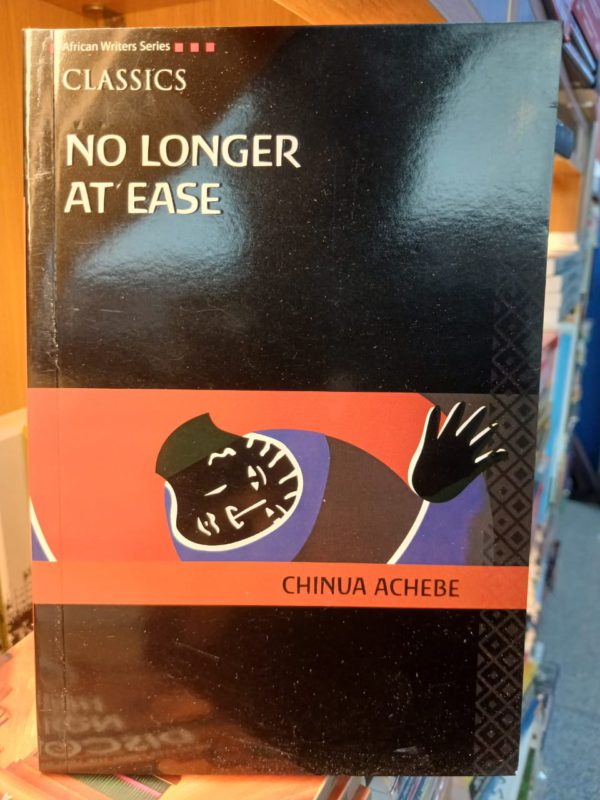 African Writers Series
CLASSICS
NO LONGER
AT EASE
CHINUA ACHEBE